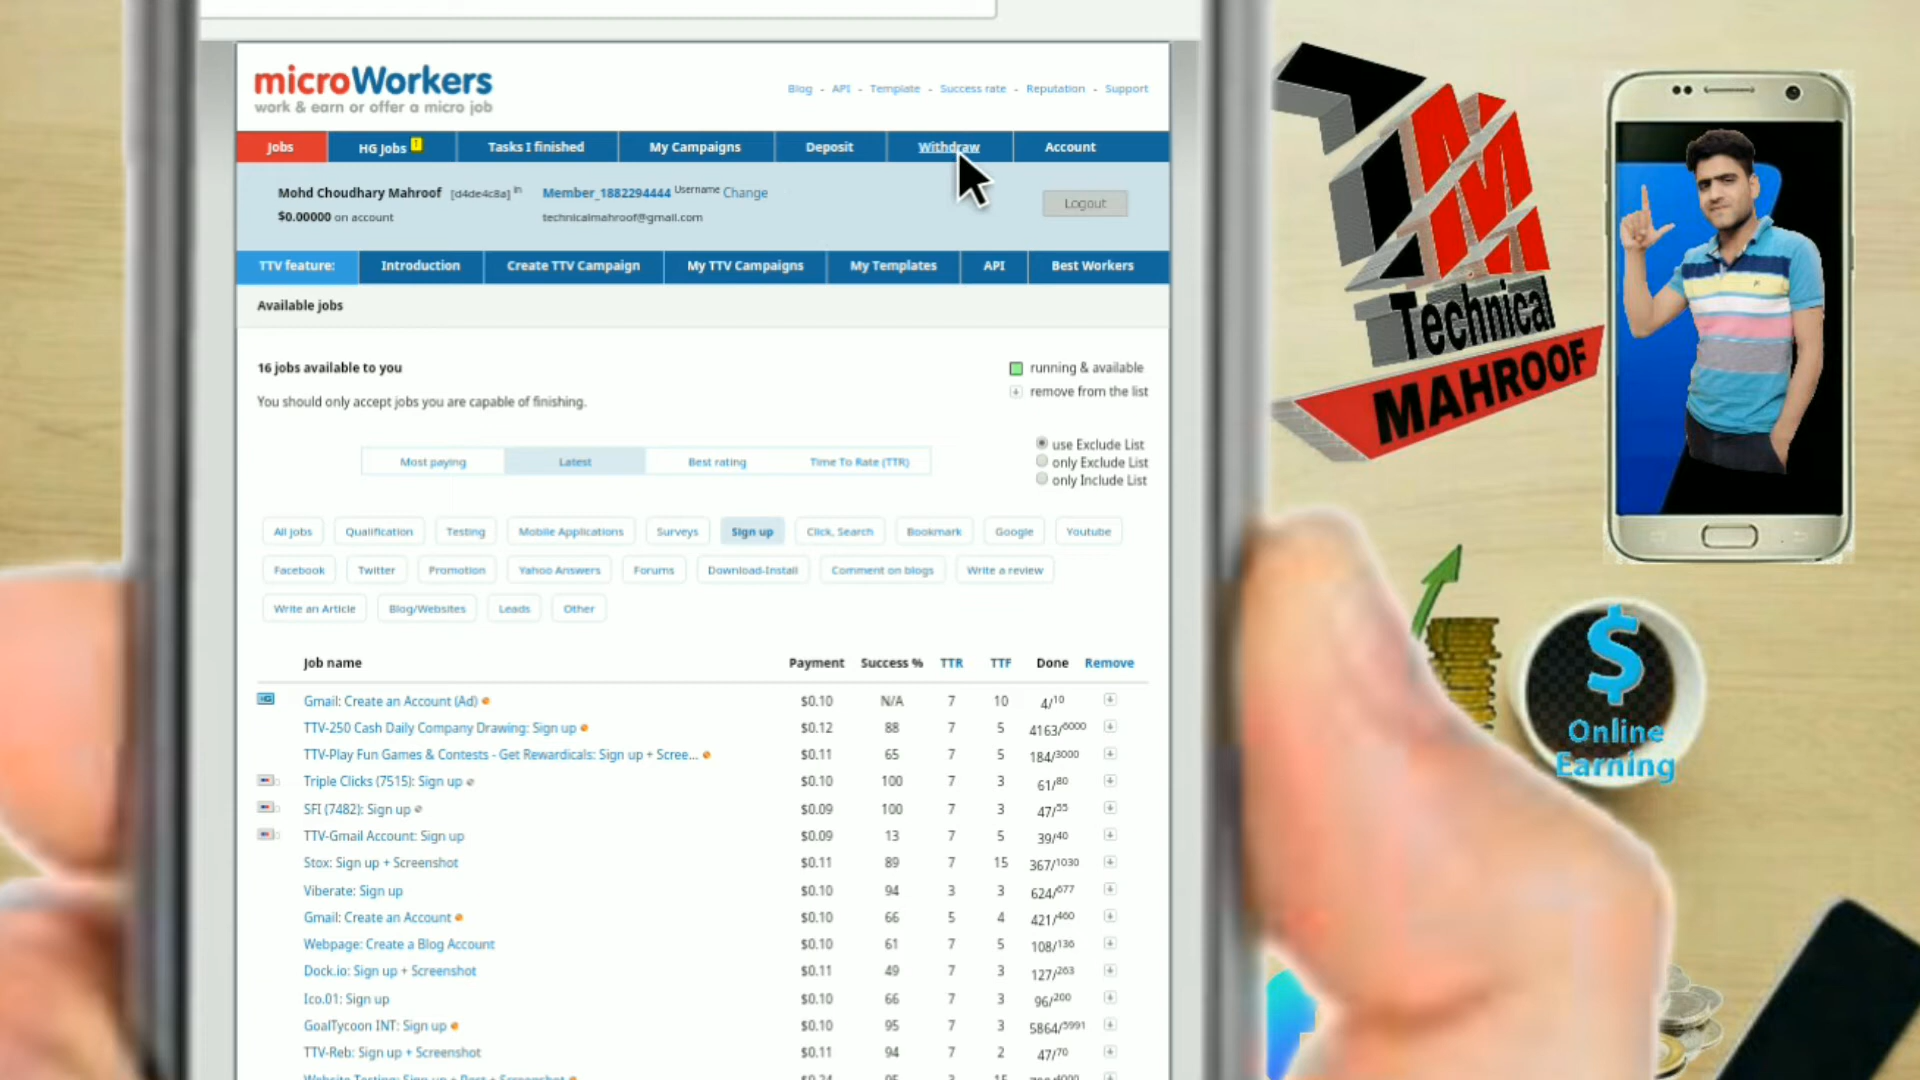 microWorkers
work & earn or offer a micro job
Blog - API - Template - Success rate - Reputation - Support
Jobs HG Jobs Tasks I finished My Campaigns Deposit Withdraw Account
Mohd Choudhary Mahroof [d4de4c8a] in Member_1882294444 Username Change
$0.00000 on account technicalmahroof@gmail.com
Logout
TTV feature: Introduction Create TTV Campaign My TTV Campaigns My Templates API Best Workers
Available jobs
16 jobs available to you
running & available
You should only accept jobs you are capable of finishing.
remove from the list
use Exclude List
only Exclude List
only Include List
Most paying Latest Best rating Time To Rate (TTR)
All jobs Qualification Testing Mobile Applications Surveys Sign up Click, Search Bookmark Google Youtube
Facebook Twitter Promotion Yahoo Answers Forums Download-Install Comment on blogs Write a review
Write an Article Blog/Websites Leads Other
Job name Payment Success % TTR TTF Done Remove
HG Gmail: Create an Account (Ad) $0.10 N/A 7 10 4/10
TTV-250 Cash Daily Company Drawing: Sign up $0.12 88 7 5 4163/6000
TTV-Play Fun Games & Contests - Get Rewardicals: Sign up + Scree... $0.11 65 7 5 184/3000
Triple Clicks (7515): Sign up $0.10 100 7 3 61/80
SFI (7482): Sign up $0.09 100 7 3 47/55
TTV-Gmail Account: Sign up $0.09 13 7 5 39/40
Stox: Sign up + Screenshot $0.11 89 7 15 367/1030
Viberate: Sign up $0.10 94 3 3 624/677
Gmail: Create an Account $0.10 66 5 4 421/460
Webpage: Create a Blog Account $0.10 61 7 5 108/136
Dock.io: Sign up + Screenshot $0.11 49 7 3 127/263
Ico.01: Sign up $0.10 66 7 3 96/200
GoalTycoon INT: Sign up $0.10 95 7 3 5864/5991
TTV-Reb: Sign up + Screenshot $0.11 94 7 2 47/70
TM
Technical
MAHROOF
$
Online
Earning